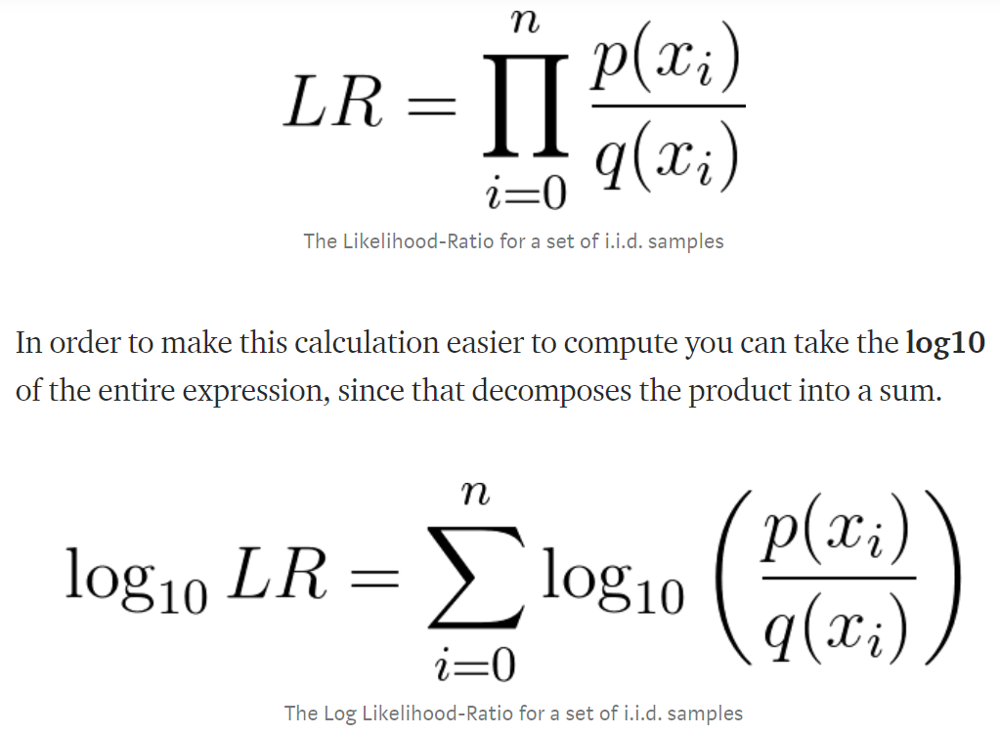 LR = \prod_{i=0}^{n} \frac{p(x_i)}{q(x_i)}
The Likelihood-Ratio for a set of i.i.d. samples
In order to make this calculation easier to compute you can take the log10
of the entire expression, since that decomposes the product into a sum.
\log_{10} LR = \sum_{i=0}^{n} \log_{10} \left( \frac{p(x_i)}{q(x_i)} \right)
The Log Likelihood-Ratio for a set of i.i.d. samples